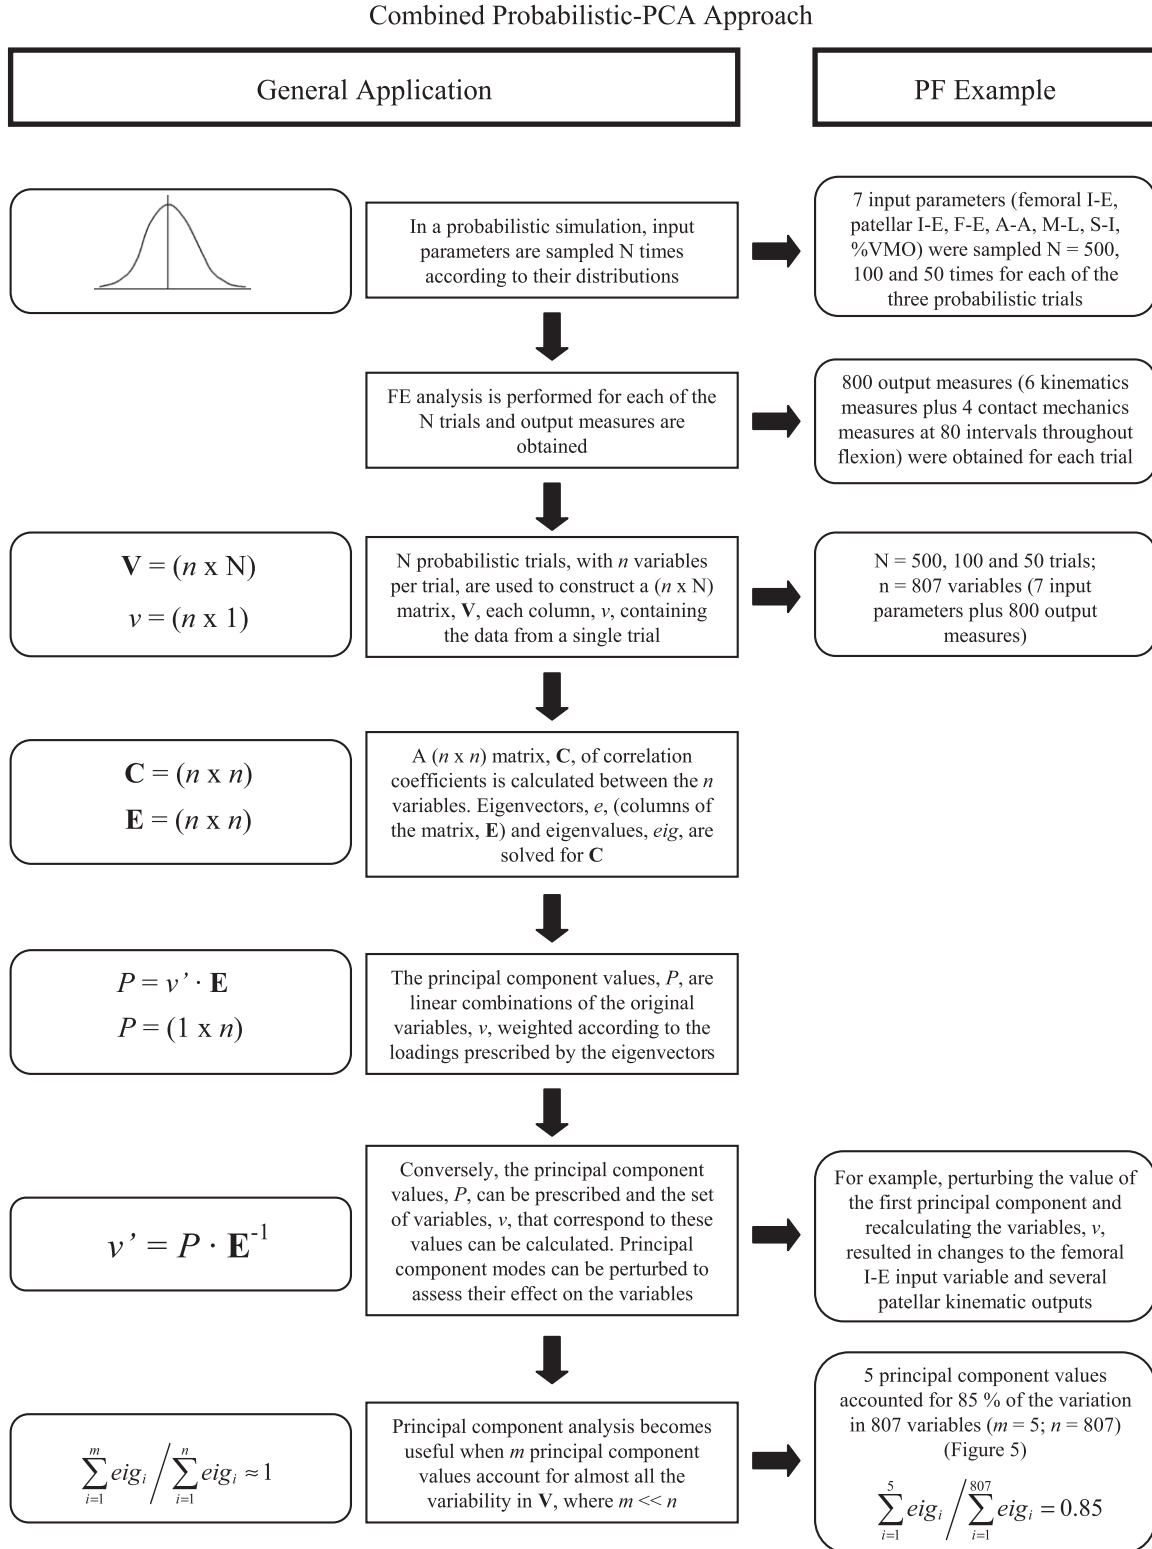 Combined Probabilistic-PCA Approach
General Application
PF Example
In a probabilistic simulation, input
parameters are sampled N times
according to their distributions
7 input parameters (femoral I-E,
patellar I-E, F-E, A-A, M-L, S-I,
%VMO) were sampled N = 500,
100 and 50 times for each of the
three probabilistic trials
FE analysis is performed for each of the
N trials and output measures are
obtained
800 output measures (6 kinematics
measures plus 4 contact mechanics
measures at 80 intervals throughout
flexion) were obtained for each trial
V = (n x N)
v = (n x 1)
N probabilistic trials, with n variables
per trial, are used to construct a (n x N)
matrix, V, each column, v, containing
the data from a single trial
N = 500, 100 and 50 trials;
n = 807 variables (7 input
parameters plus 800 output
measures)
C = (n x n)
E = (n x n)
A (n x n) matrix, C, of correlation
coefficients is calculated between the n
variables. Eigenvectors, e, (columns of
the matrix, E) and eigenvalues, eig, are
solved for C
P = v’ · E
P = (1 x n)
The principal component values, P, are
linear combinations of the original
variables, v, weighted according to the
loadings prescribed by the eigenvectors
v’ = P · E⁻¹
Conversely, the principal component
values, P, can be prescribed and the set
of variables, v, that correspond to these
values can be calculated. Principal
component modes can be perturbed to
assess their effect on the variables
For example, perturbing the value of
the first principal component and
recalculating the variables, v,
resulted in changes to the femoral
I-E input variable and several
patellar kinematic outputs
∑_{i=1}^{m} eig_i / ∑_{i=1}^{n} eig_i ≈ 1
Principal component analysis becomes
useful when m principal component
values account for almost all the
variability in V, where m << n
5 principal component values
accounted for 85 % of the variation
in 807 variables (m = 5; n = 807)
(Figure 5)
∑_{i=1}^{5} eig_i / ∑_{i=1}^{807} eig_i = 0.85